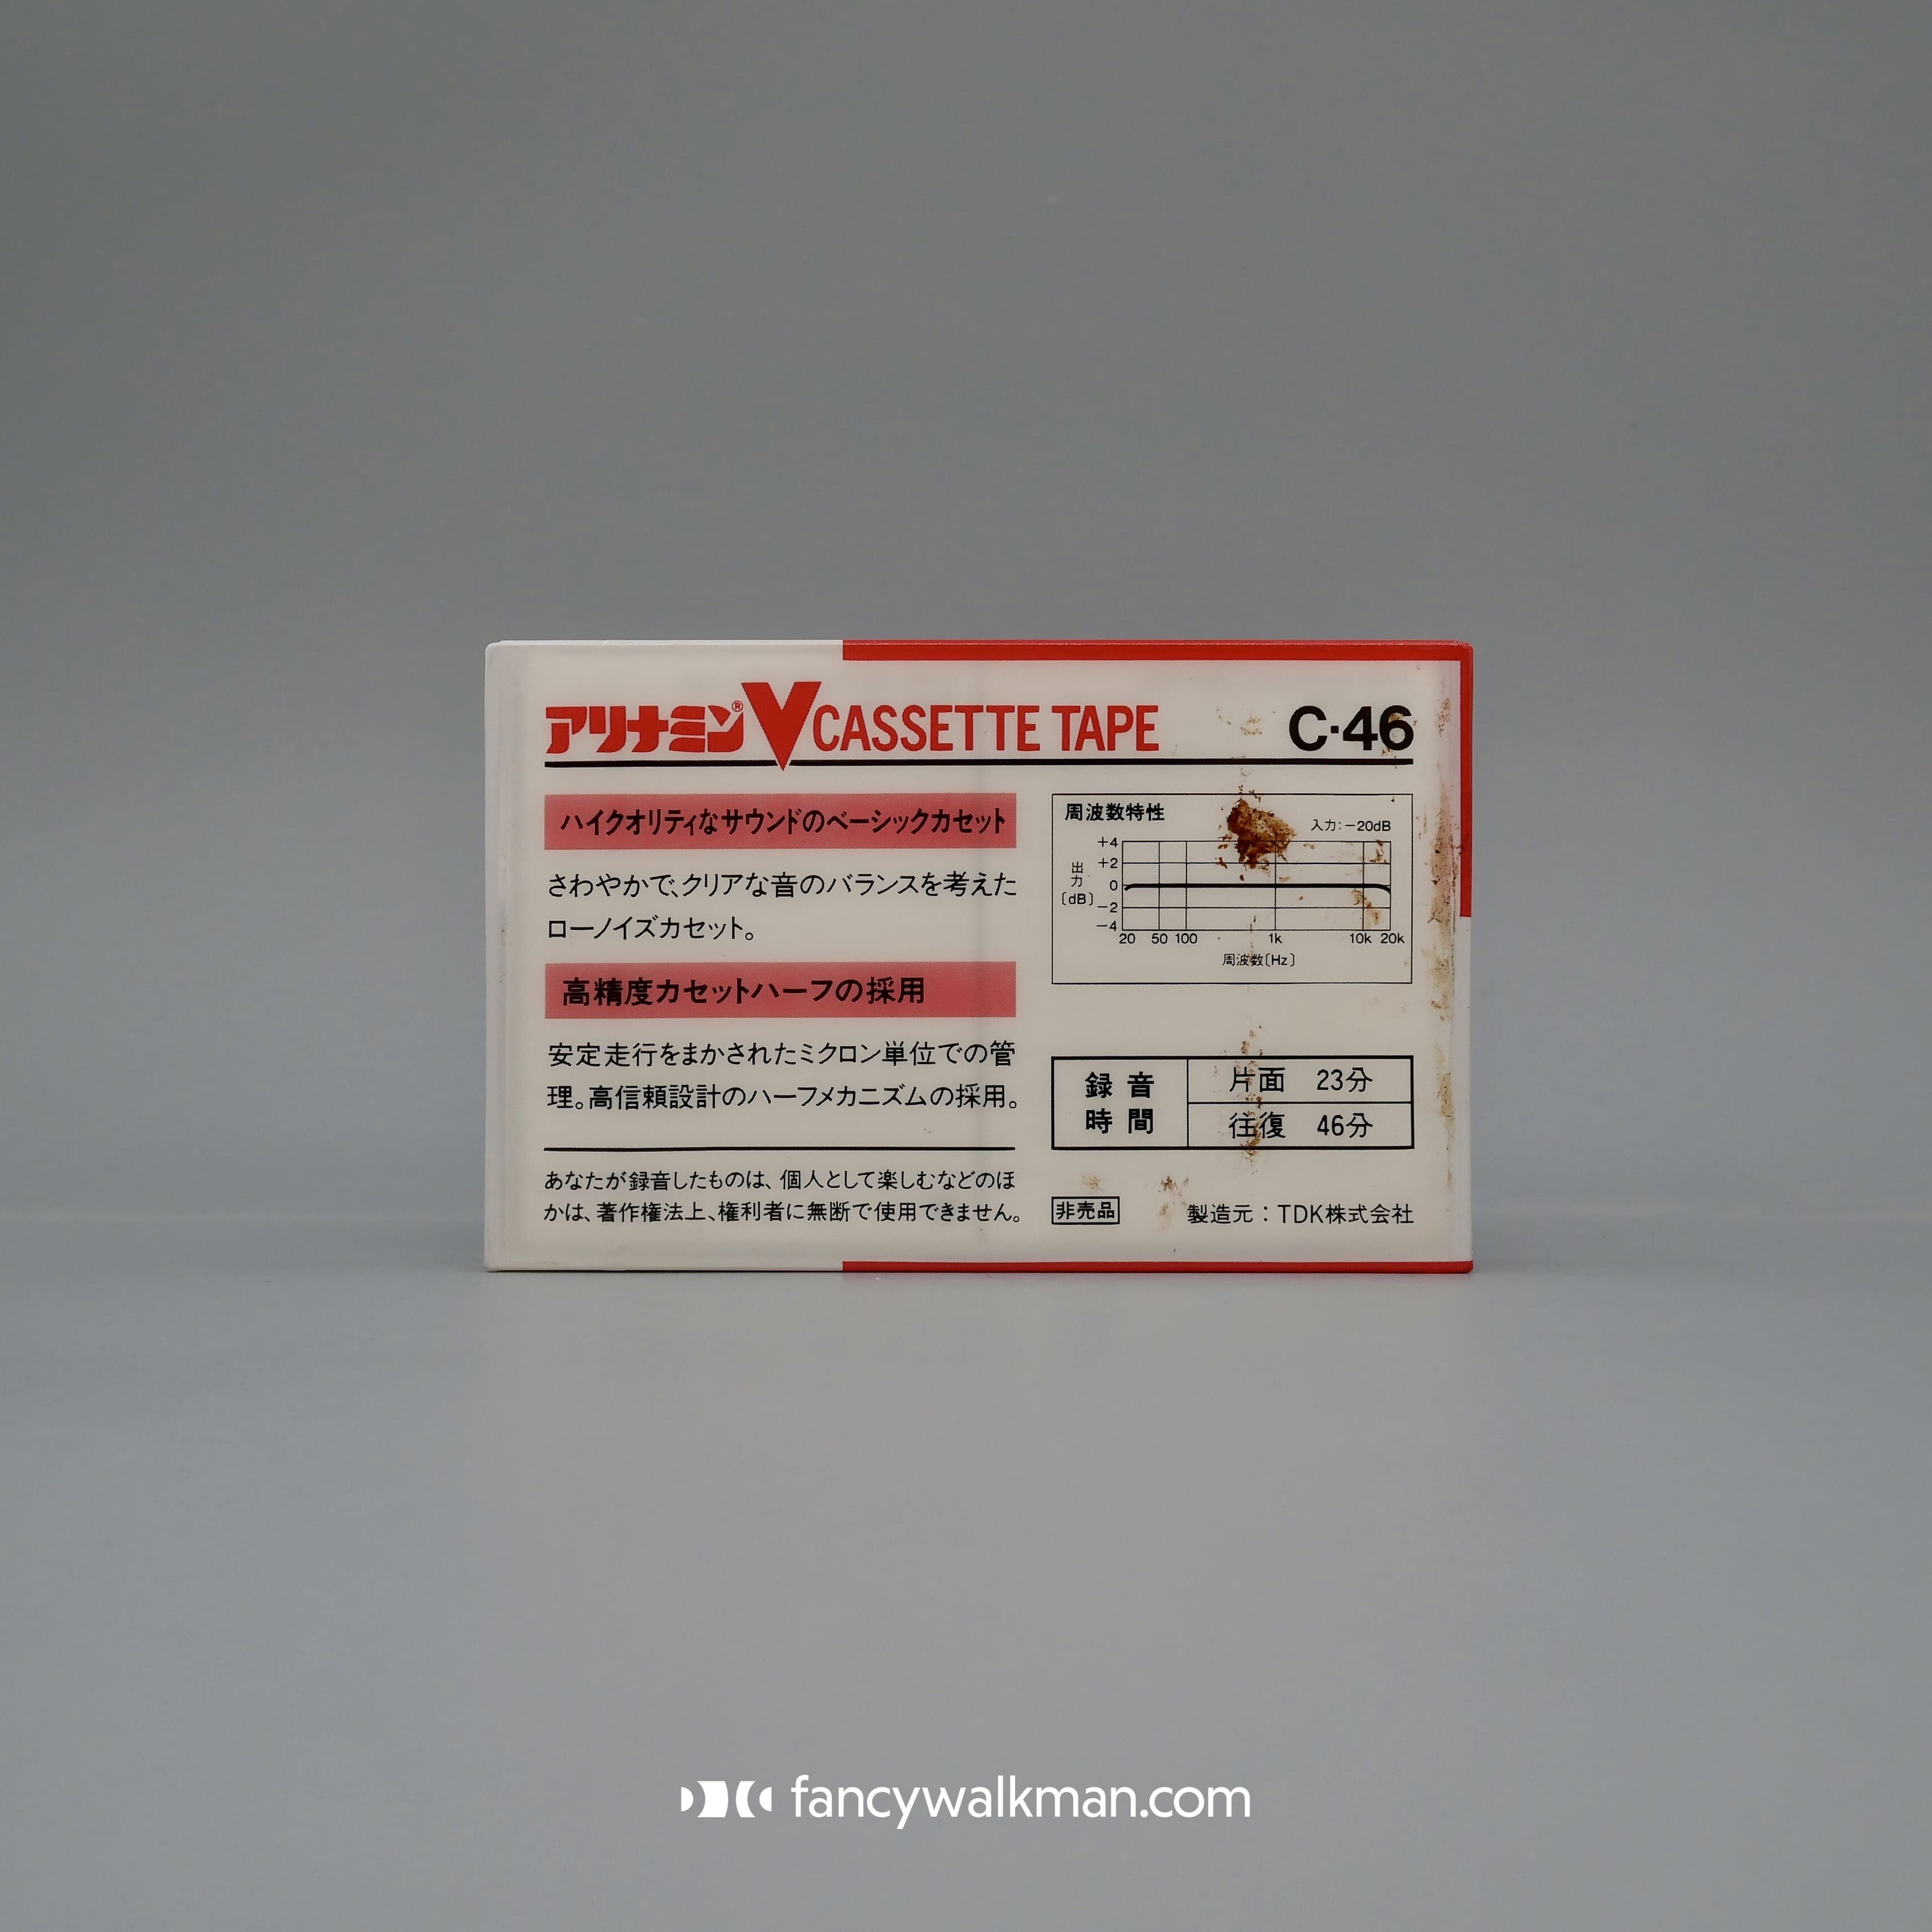 アリナミン®V CASSETTE TAPE C・46
ハイクオリティなサウンドのベーシックカセット
さわやかで、クリアな音のバランスを考えた
ローノイズカセット。
高精度カセットハーフの採用
安定走行をまかされたミクロン単位での管
理。高信頼設計のハーフメカニズムの採用。
あなたが録音したものは、個人として楽しむなどのほ
かは、著作権法上、権利者に無断で使用できません。
周波数特性
入力:−20dB
出力〔dB〕
+4
+2
0
−2
−4
20 50 100 1k 10k 20k
周波数〔Hz〕
録音時間
片面 23分
往復 46分
非売品 製造元:TDK株式会社
fancywalkman.com